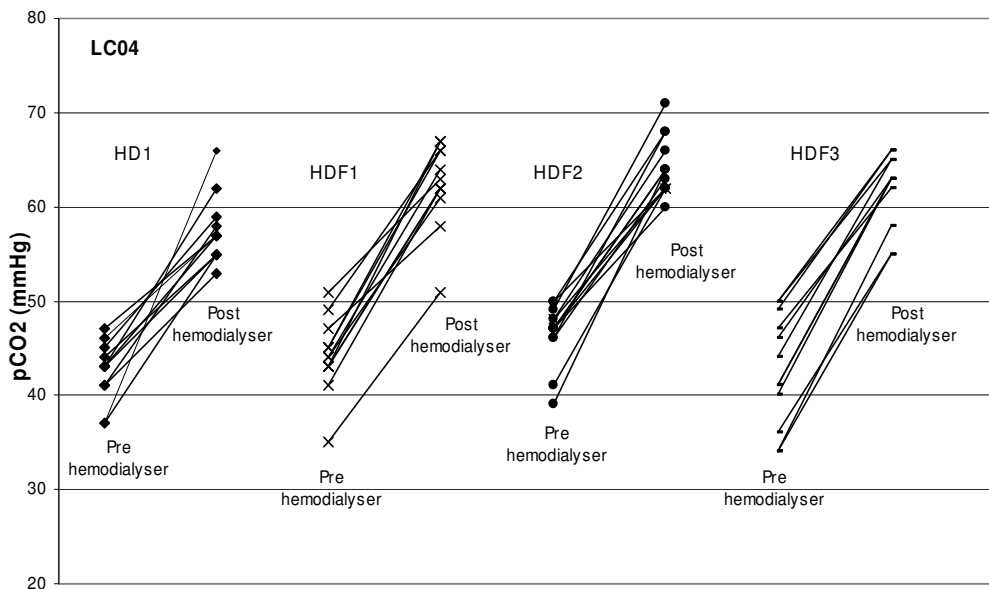 pCO2 (mmHg)
80
70
60
50
40
30
20
LC04
HD1
HDF1
HDF2
HDF3
Post
hemodialyser
Post
hemodialyser
Post
hemodialyser
Post
hemodialyser
Pre
hemodialyser
Pre
hemodialyser
Pre
hemodialyser
Pre
hemodialyser